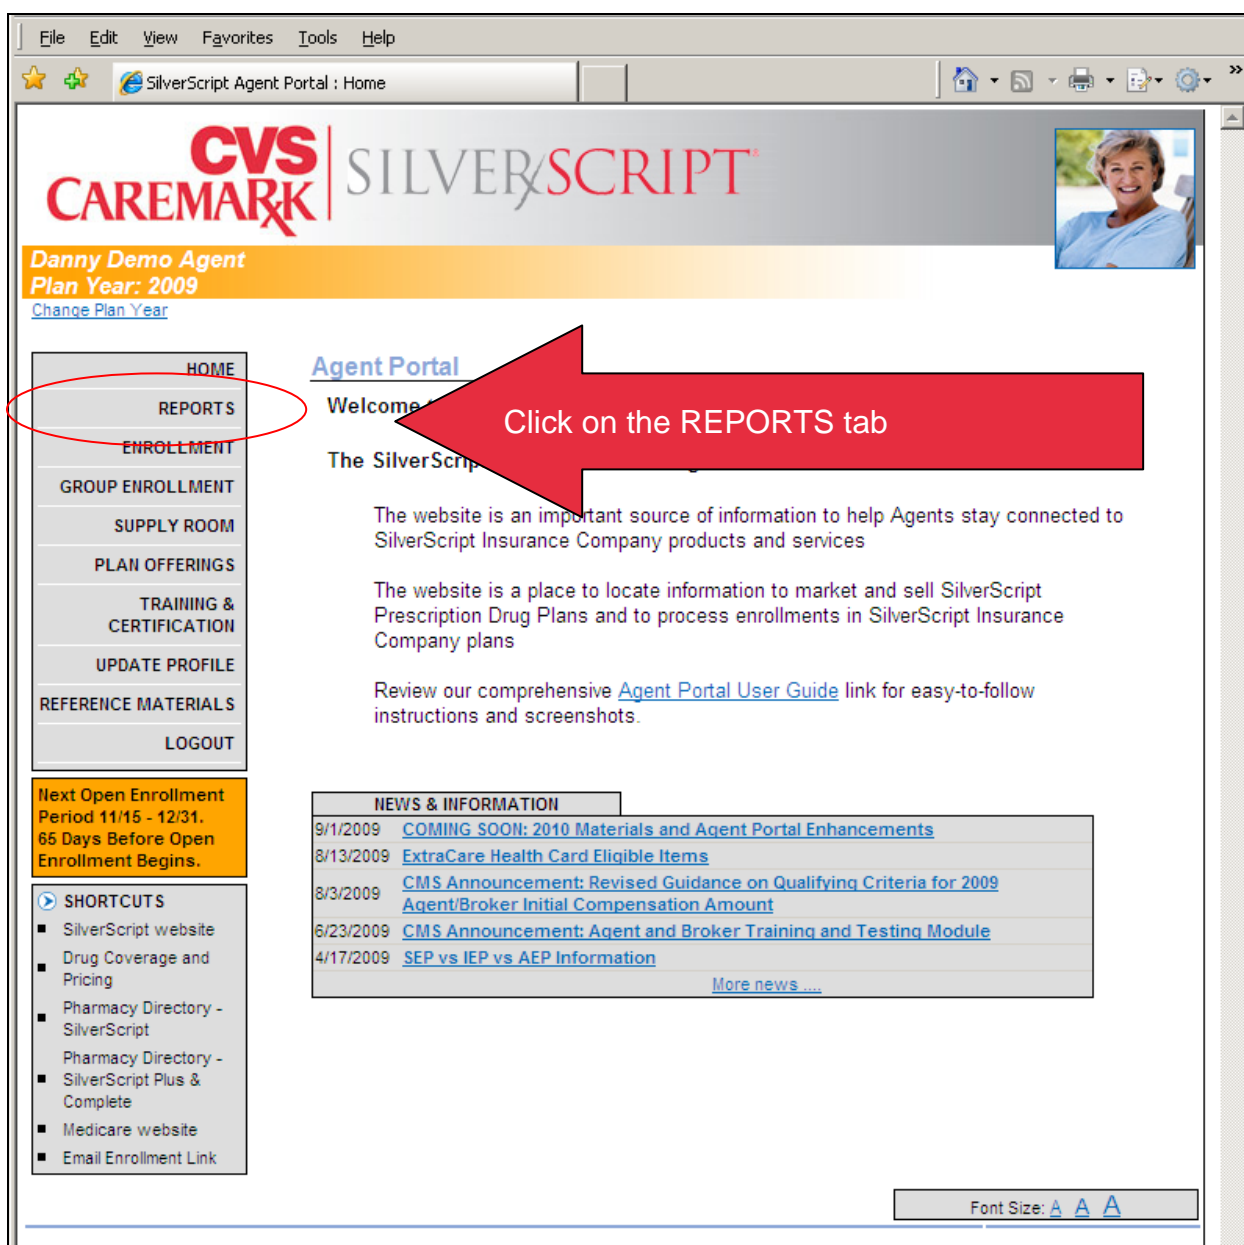 File Edit View Favorites Tools Help
SilverScript Agent Portal : Home
CVS
CAREMARK
SILVERSCRIPT
Danny Demo Agent
Plan Year: 2009
Change Plan Year
HOME
REPORTS
ENROLLMENT
GROUP ENROLLMENT
SUPPLY ROOM
PLAN OFFERINGS
TRAINING &
CERTIFICATION
UPDATE PROFILE
REFERENCE MATERIALS
LOGOUT
Next Open Enrollment
Period 11/15 - 12/31.
65 Days Before Open
Enrollment Begins.
SHORTCUTS
SilverScript website
Drug Coverage and
Pricing
Pharmacy Directory -
SilverScript
Pharmacy Directory -
SilverScript Plus &
Complete
Medicare website
Email Enrollment Link
Agent Portal
Welcome
Click on the REPORTS tab
The SilverScrip
The website is an important source of information to help Agents stay connected to
SilverScript Insurance Company products and services
The website is a place to locate information to market and sell SilverScript
Prescription Drug Plans and to process enrollments in SilverScript Insurance
Company plans
Review our comprehensive Agent Portal User Guide link for easy-to-follow
instructions and screenshots.
NEWS & INFORMATION
9/1/2009 COMING SOON: 2010 Materials and Agent Portal Enhancements
8/13/2009 ExtraCare Health Card Eligible Items
8/3/2009 CMS Announcement: Revised Guidance on Qualifying Criteria for 2009
Agent/Broker Initial Compensation Amount
6/23/2009 CMS Announcement: Agent and Broker Training and Testing Module
4/17/2009 SEP vs IEP vs AEP Information
More news ....
Font Size: A A A